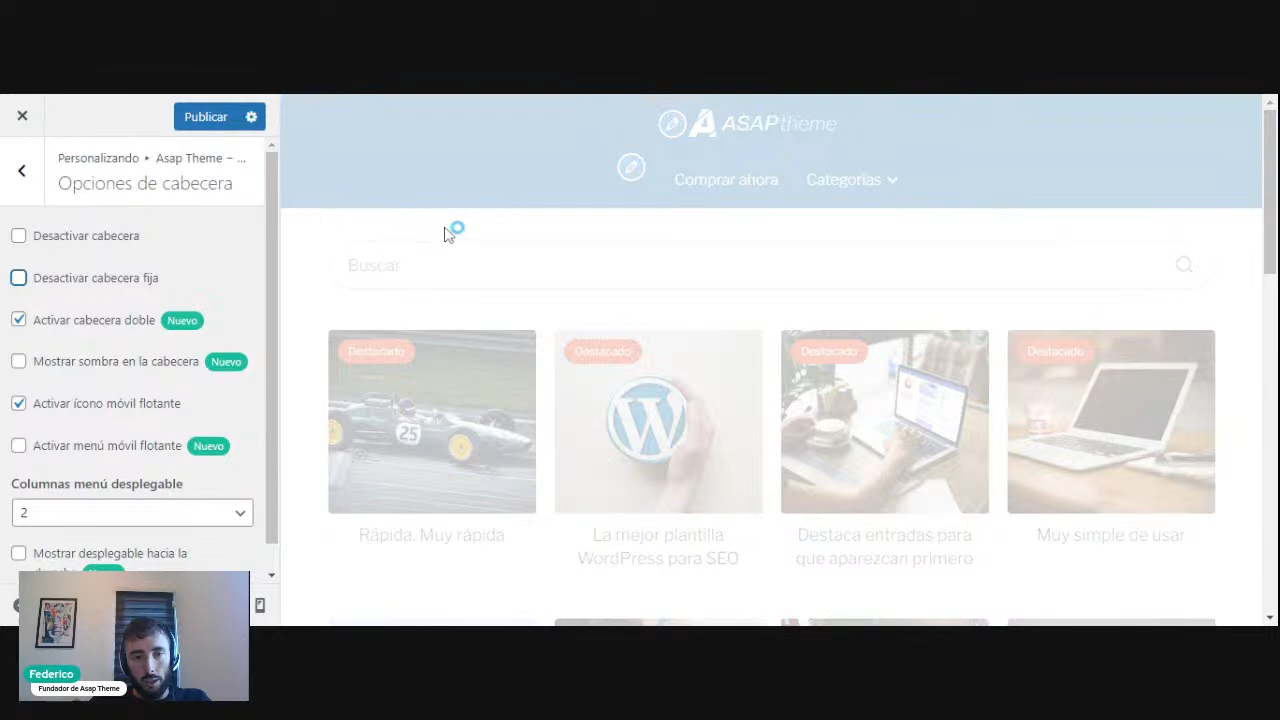 Publicar
Personalizando ▸ Asap Theme – ...
Opciones de cabecera
Desactivar cabecera
Desactivar cabecera fija
Activar cabecera doble Nuevo
Mostrar sombra en la cabecera Nuevo
Activar ícono móvil flotante
Activar menú móvil flotante Nuevo
Columnas menú desplegable
2
Mostrar desplegable hacia la
ASAPtheme
Comprar ahora Categorías
Buscar
Destacado Destacado Destacado Destacado
25
Rápida. Muy rápida
La mejor plantilla
WordPress para SEO
Destaca entradas para
que aparezcan primero
Muy simple de usar
Federico
Fundador de Asap Theme